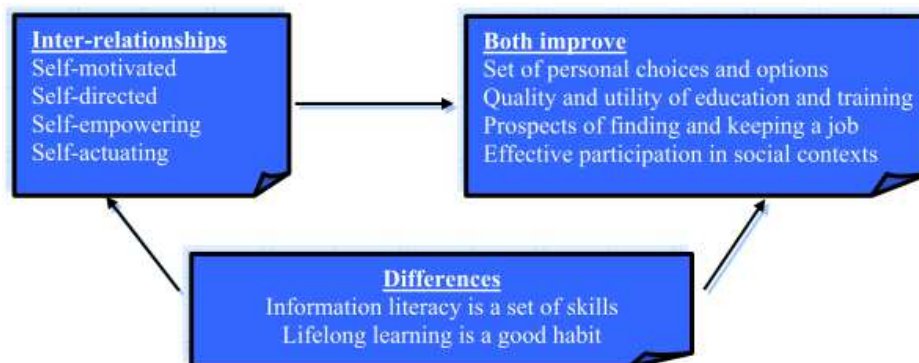 Inter-relationships
Self-motivated
Self-directed
Self-empowering
Self-actuating
Both improve
Set of personal choices and options
Quality and utility of education and training
Prospects of finding and keeping a job
Effective participation in social contexts
Differences
Information literacy is a set of skills
Lifelong learning is a good habit